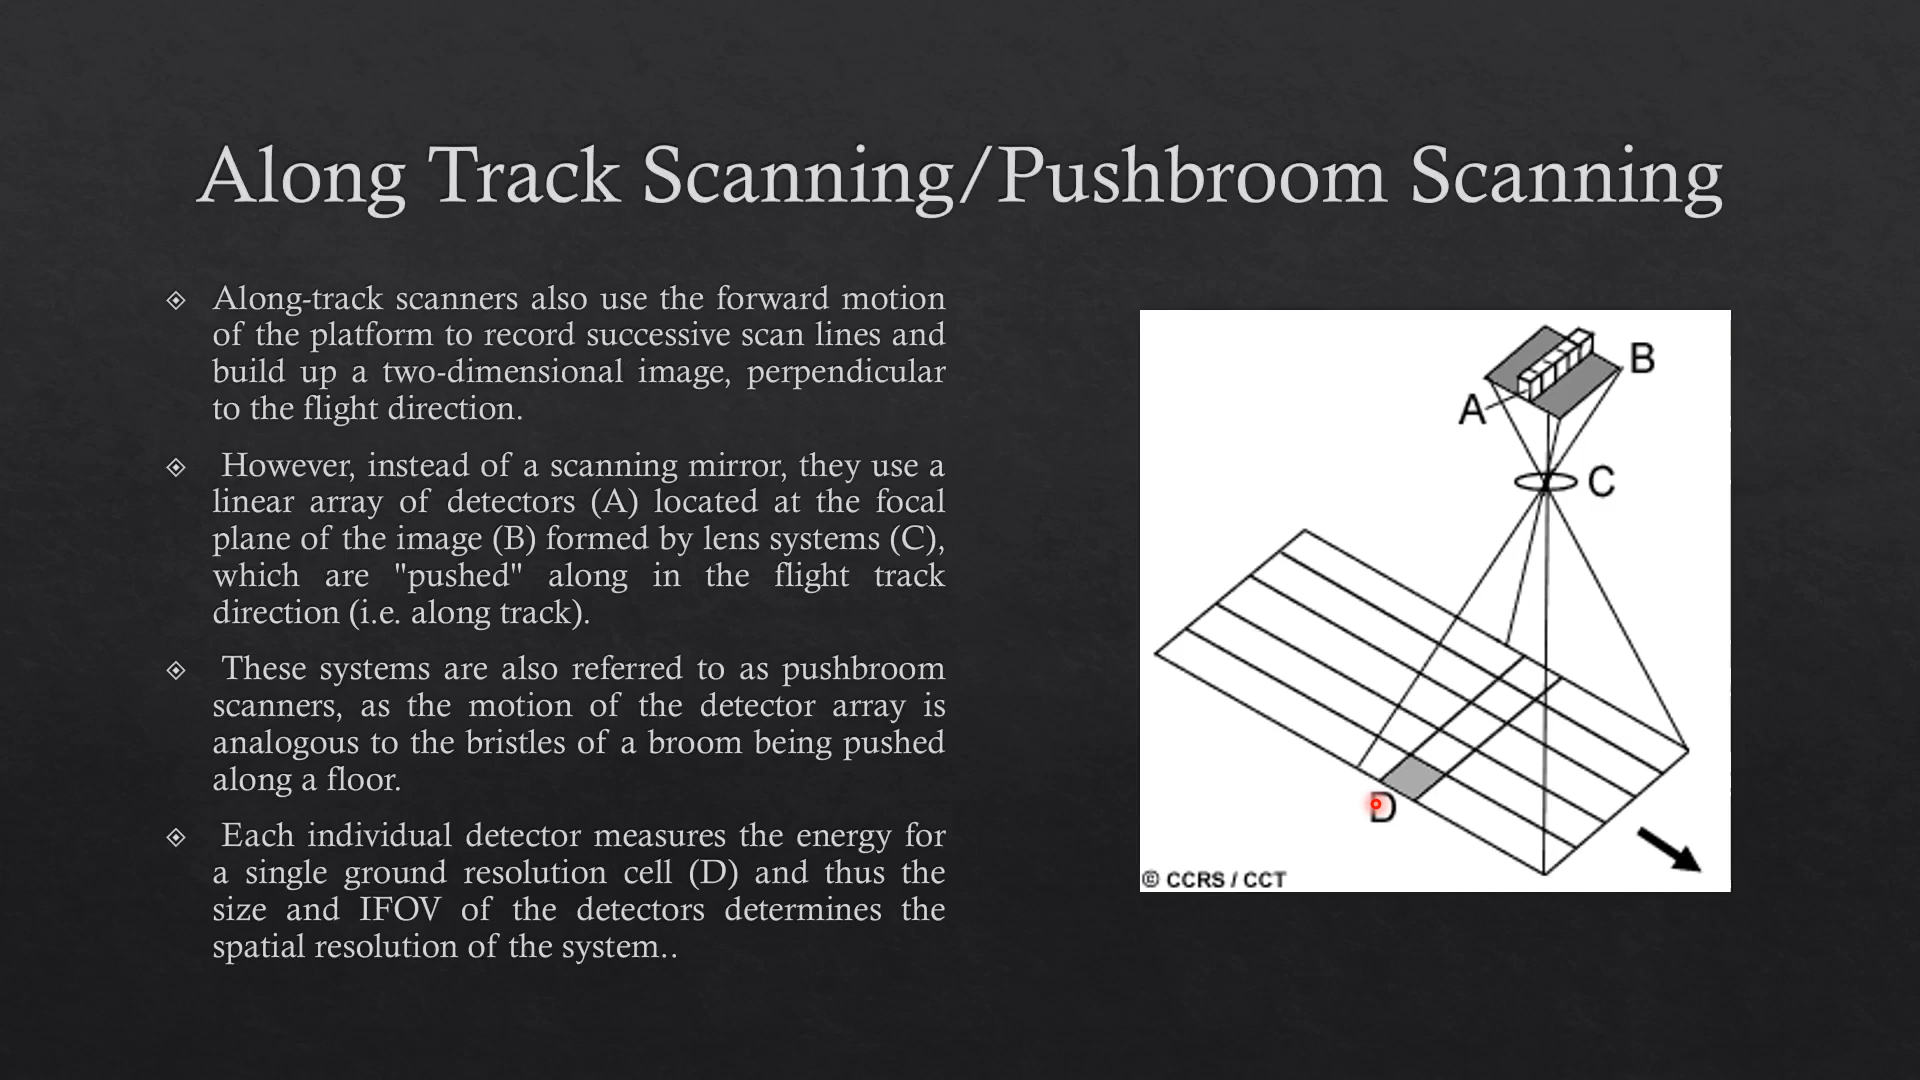 Along Track Scanning/Pushbroom Scanning
Along-track scanners also use the forward motion
of the platform to record successive scan lines and
build up a two-dimensional image, perpendicular
to the flight direction.
However, instead of a scanning mirror, they use a
linear array of detectors (A) located at the focal
plane of the image (B) formed by lens systems (C),
which are "pushed" along in the flight track
direction (i.e. along track).
These systems are also referred to as pushbroom
scanners, as the motion of the detector array is
analogous to the bristles of a broom being pushed
along a floor.
Each individual detector measures the energy for
a single ground resolution cell (D) and thus the
size and IFOV of the detectors determines the
spatial resolution of the system..
B
A
C
D
© CCRS / CCT